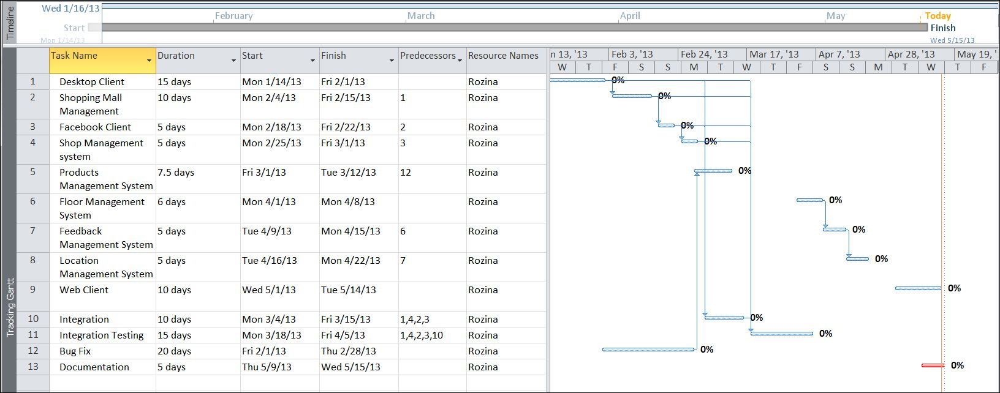 Timeline
Wed 1/16/13
February March April May Today
Start Finish
Mon 1/14/13 Wed 5/15/13
Tracking Gantt
Task Name Duration Start Finish Predecessors Resource Names
n 13, '13 Feb 3, '13 Feb 24, '13 Mar 17, '13 Apr 7, '13 Apr 28, '13 May 19, '
W T F S S M T W T F S S M T W T F
1 Desktop Client 15 days Mon 1/14/13 Fri 2/1/13 Rozina 0%
2 Shopping Mall 10 days Mon 2/4/13 Fri 2/15/13 1 Rozina 0%
Management
3 Facebook Client 5 days Mon 2/18/13 Fri 2/22/13 2 Rozina 0%
4 Shop Management 5 days Mon 2/25/13 Fri 3/1/13 3 Rozina 0%
system
5 Products 7.5 days Fri 3/1/13 Tue 3/12/13 12 Rozina 0%
Management System
6 Floor Management 6 days Mon 4/1/13 Mon 4/8/13 Rozina 0%
System
7 Feedback 5 days Tue 4/9/13 Mon 4/15/13 6 Rozina 0%
Management System
8 Location 5 days Tue 4/16/13 Mon 4/22/13 7 Rozina 0%
Management System
9 Web Client 10 days Wed 5/1/13 Tue 5/14/13 Rozina 0%
10 Integration 10 days Mon 3/4/13 Fri 3/15/13 1,4,2,3 Rozina 0%
11 Integration Testing 15 days Mon 3/18/13 Fri 4/5/13 1,4,2,3,10 Rozina 0%
12 Bug Fix 20 days Fri 2/1/13 Thu 2/28/13 Rozina 0%
13 Documentation 5 days Thu 5/9/13 Wed 5/15/13 Rozina 0%